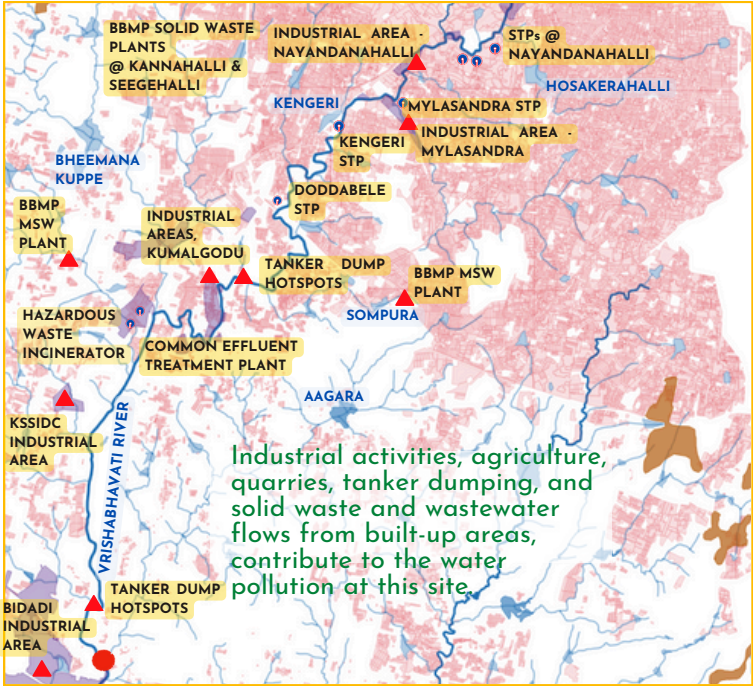 BBMP SOLID WASTE
PLANTS
@ KANNAHALLI &
SEEGEHALLI
INDUSTRIAL AREA -
NAYANDANAHALLI
STPs @
NAYANDANAHALLI
HOSAKERAHALLI
KENGERI
MYLASANDRA STP
INDUSTRIAL AREA -
MYLASANDRA
KENGERI
STP
BHEEMANA
KUPPE
DODDABELE
STP
BBMP
MSW
PLANT
INDUSTRIAL
AREAS,
KUMALGODU
TANKER DUMP
HOTSPOTS
BBMP MSW
PLANT
SOMPURA
HAZARDOUS
WASTE
INCINERATOR
COMMON EFFLUENT
TREATMENT PLANT
AAGARA
KSSIDC
INDUSTRIAL
AREA
VRISHABHAVATI RIVER
Industrial activities, agriculture,
quarries, tanker dumping, and
solid waste and wastewater
flows from built-up areas,
contribute to the water
pollution at this site.
TANKER DUMP
HOTSPOTS
BIDADI
INDUSTRIAL
AREA